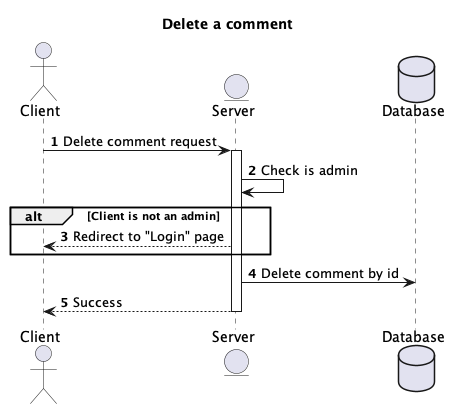 Delete a comment
Client
Server
Database
1 Delete comment request
2 Check is admin
alt [Client is not an admin]
3 Redirect to "Login" page
4 Delete comment by id
5 Success
Client
Server
Database